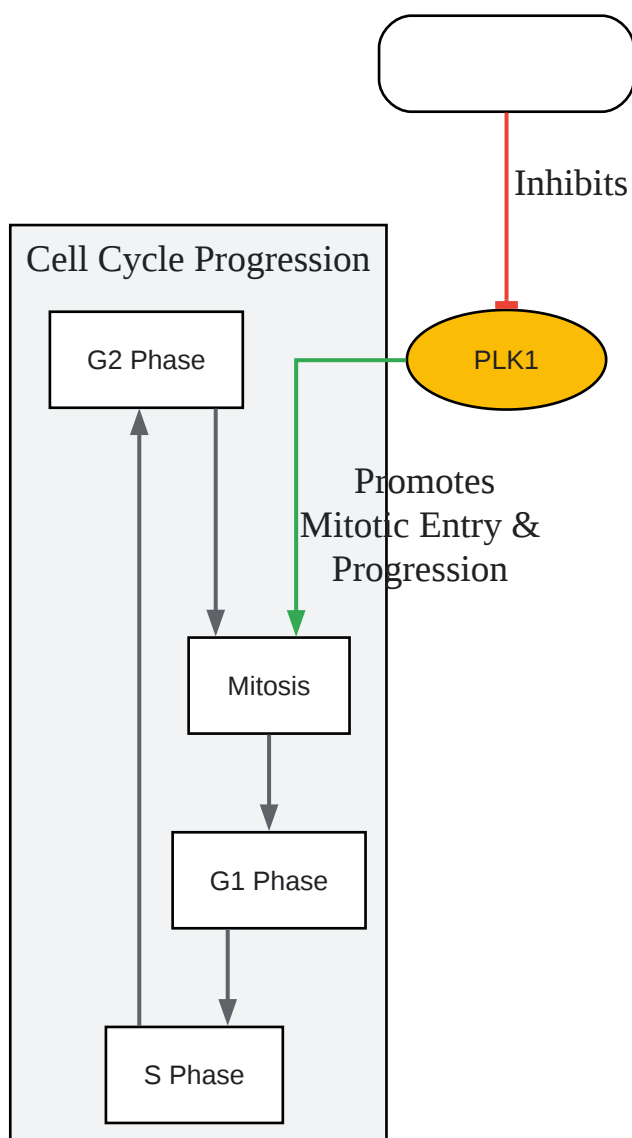 Inhibits
Cell Cycle Progression
G2 Phase
PLK1
Promotes
Mitotic Entry &
Progression
Mitosis
G1 Phase
S Phase